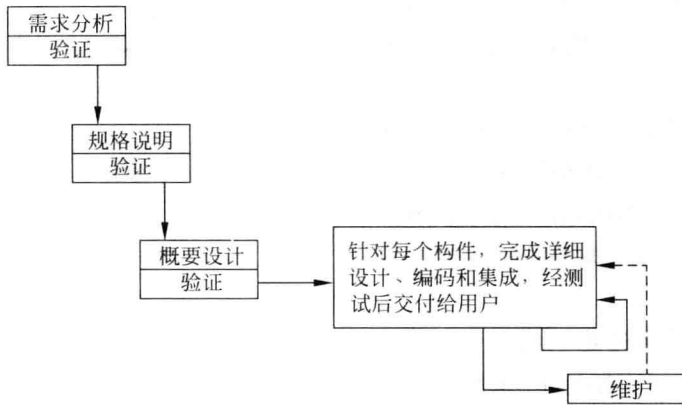 需求分析
验证
规格说明
验证
概要设计
验证
针对每个构件，完成详细
设计、编码和集成，经测
试后交付给用户
维护